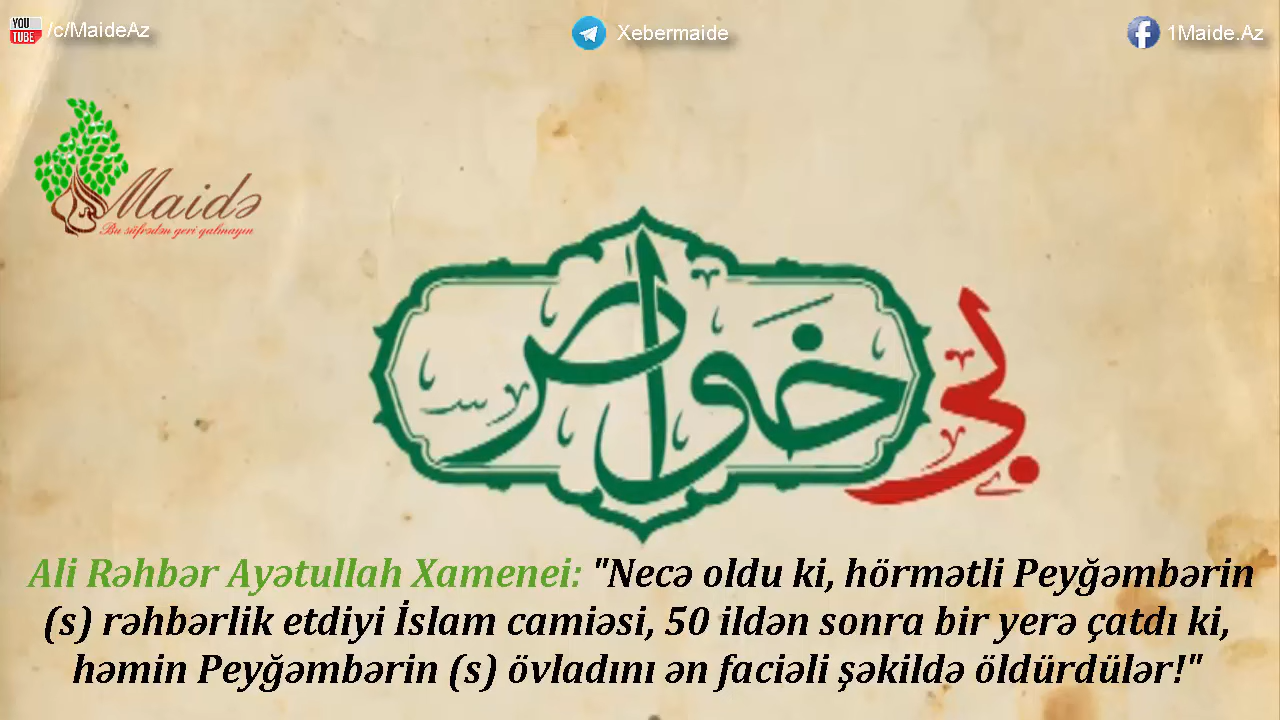 /c/MaideAz
Xebermaide
1Maide.Az
YOU
TUBE
Maidə
Bu süfrədən geri qalmayın
بی خواص
Ali Rəhbər Ayətullah Xamenei: "Necə oldu ki, hörmətli Peyğəmbərin
(s) rəhbərlik etdiyi İslam camiəsi, 50 ildən sonra bir yerə çatdı ki,
həmin Peyğəmbərin (s) övladını ən faciəli şəkildə öldürdülər!"